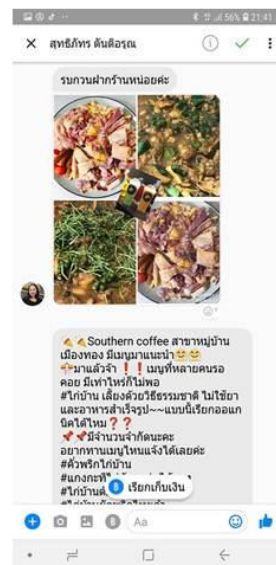 56% 21:41
สุทธิภัทร ตันติอรุณ
รบกวนฝากร้านหน่อยค่ะ
Southern coffee สาขาหมู่บ้าน
เมืองทอง มีเมนูมาแนะนำ
มาแล้วจ้า ❗❗เมนูที่หลายคนรอ
คอย มีเท่าไหร่ก็ไม่พอ
#ไก่บ้าน เลี้ยงด้วยวิธีธรรมชาติ ไม่ใช้ยา
และอาหารสำเร็จรูป~~แบบนี้เรียกออแก
นิคได้ไหม❓❓
📌📌มีจำนวนจำกัดนะคะ
อยากทานเมนูไหนแจ้งได้เลยค่ะ
#คั่วพริกไก่บ้าน
เรียกเก็บเงิน
Aa